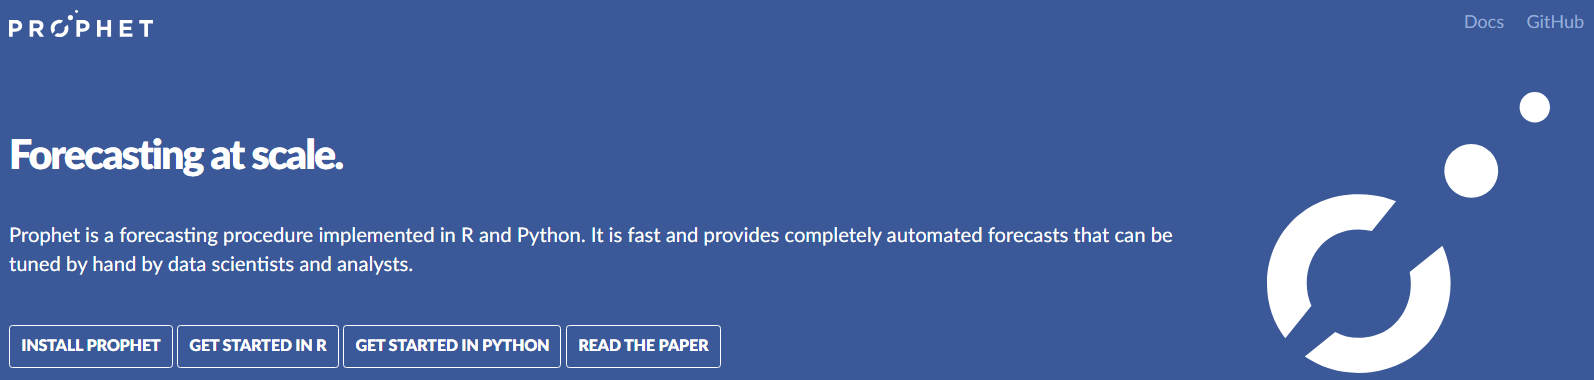 PROPHET
Docs
GitHub
Forecasting at scale.
Prophet is a forecasting procedure implemented in R and Python. It is fast and provides completely automated forecasts that can be
tuned by hand by data scientists and analysts.
INSTALL PROPHET
GET STARTED IN R
GET STARTED IN PYTHON
READ THE PAPER